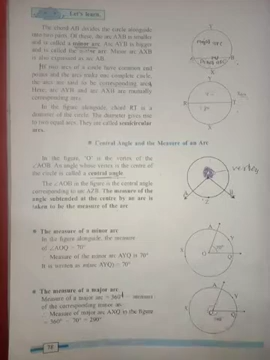 Let's learn.
The chord AB divides the circle alongside
into two parts. Of these, the arc AXB is smaller
and is called a minor arc. Arc AYB is bigger
and is called the major arc. Minor arc AXB
is also expressed as arc AB.
major arc
If two arcs of a circle have common end
points and the arcs make one complete circle,
the arcs are said to be corresponding arcs.
Here, arc AYB and arc AXB are mutually
corresponding arcs.
In the figure alongside, chord RT is a
diameter of the circle. The diameter gives rise
to two equal arcs. They are called semicircular
arcs.
Central Angle and the Measure of an Arc
In the figure, 'O' is the vertex of the
∠AOB. An angle whose vertex is the centre of
the circle is called a central angle.
The ∠AOB in the figure is the central angle
corresponding to arc AZB. The measure of the
angle subtended at the centre by an arc is
taken to be the measure of the arc.
The measure of a minor arc
In the figure alongside, the measure
of ∠AOQ = 70°
∴ Measure of the minor arc AYQ is 70°
It is written as m(arc AYQ) = 70°
The measure of a major arc
Measure of a major arc = 360° - measure
of the corresponding minor arc.
∴ Measure of major arc AXQ in the figure
= 360° - 70° = 290°
78